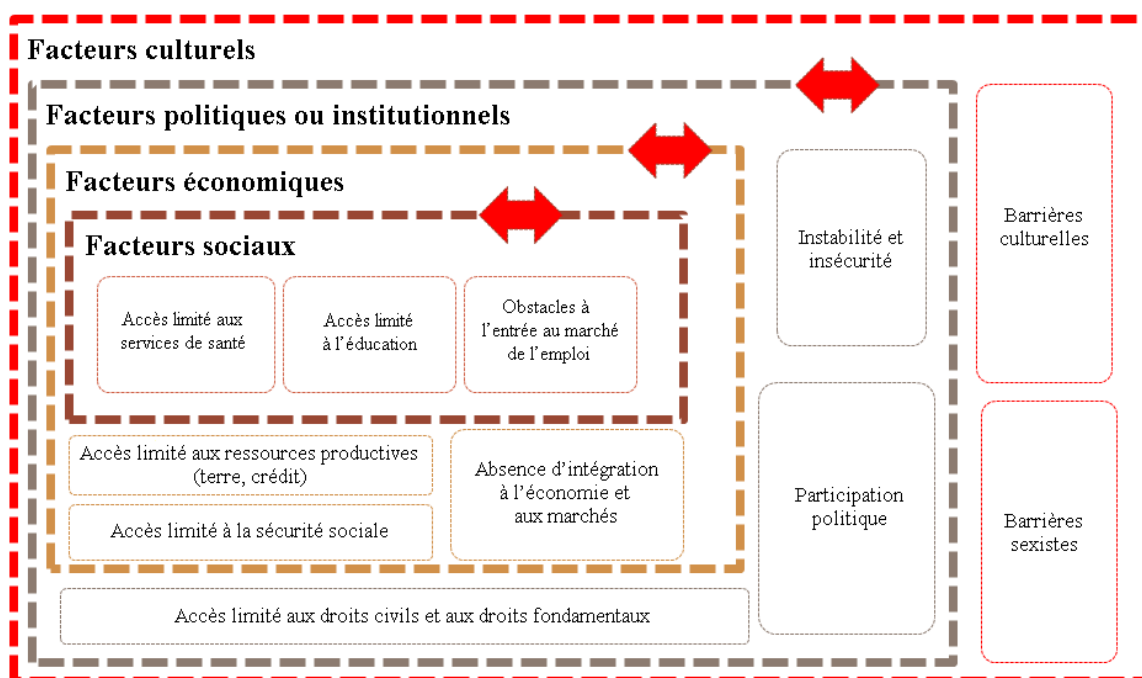 Facteurs culturels
Facteurs politiques ou institutionnels
Facteurs économiques
Facteurs sociaux
Accès limité aux
services de santé
Accès limité
à l’éducation
Obstacles à
l’entrée au marché
de l’emploi
Accès limité aux ressources productives
(terre, crédit)
Accès limité à la sécurité sociale
Absence d’intégration
à l’économie et
aux marchés
Accès limité aux droits civils et aux droits fondamentaux
Instabilité et
insécurité
Participation
politique
Barrières
culturelles
Barrières
sexistes